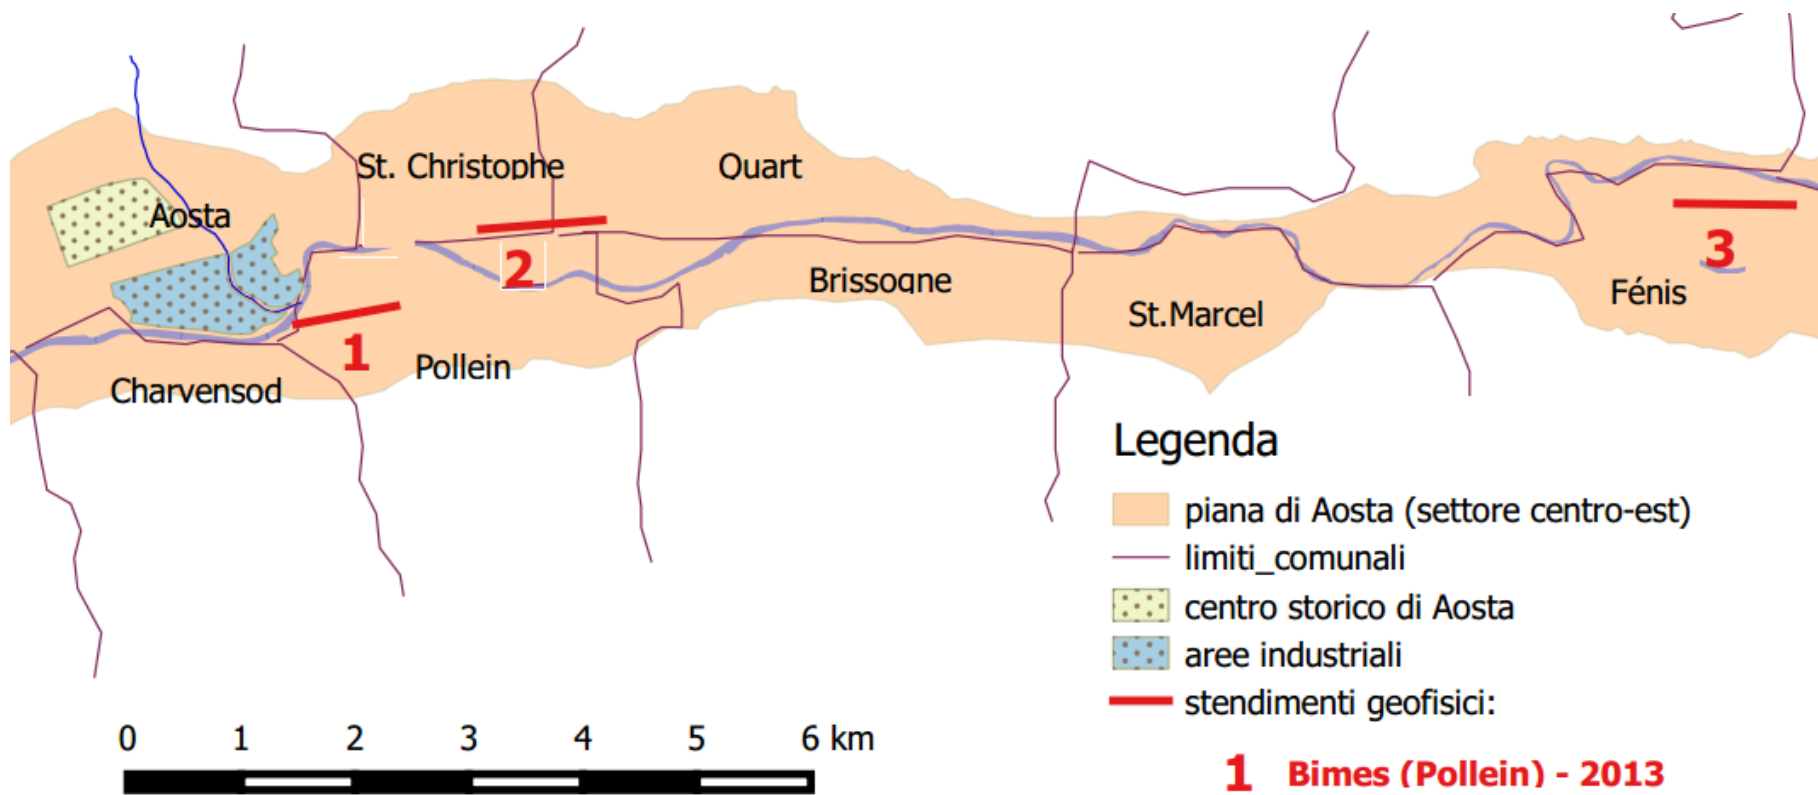 St. Christophe
Quart
Aosta
2
3
Brissogne
Fénis
St.Marcel
1
Pollein
Charvensod
Legenda
piana di Aosta (settore centro-est)
limiti_comunali
centro storico di Aosta
aree industriali
stendimenti geofisici:
0 1 2 3 4 5 6 km
1 Bimes (Pollein) - 2013